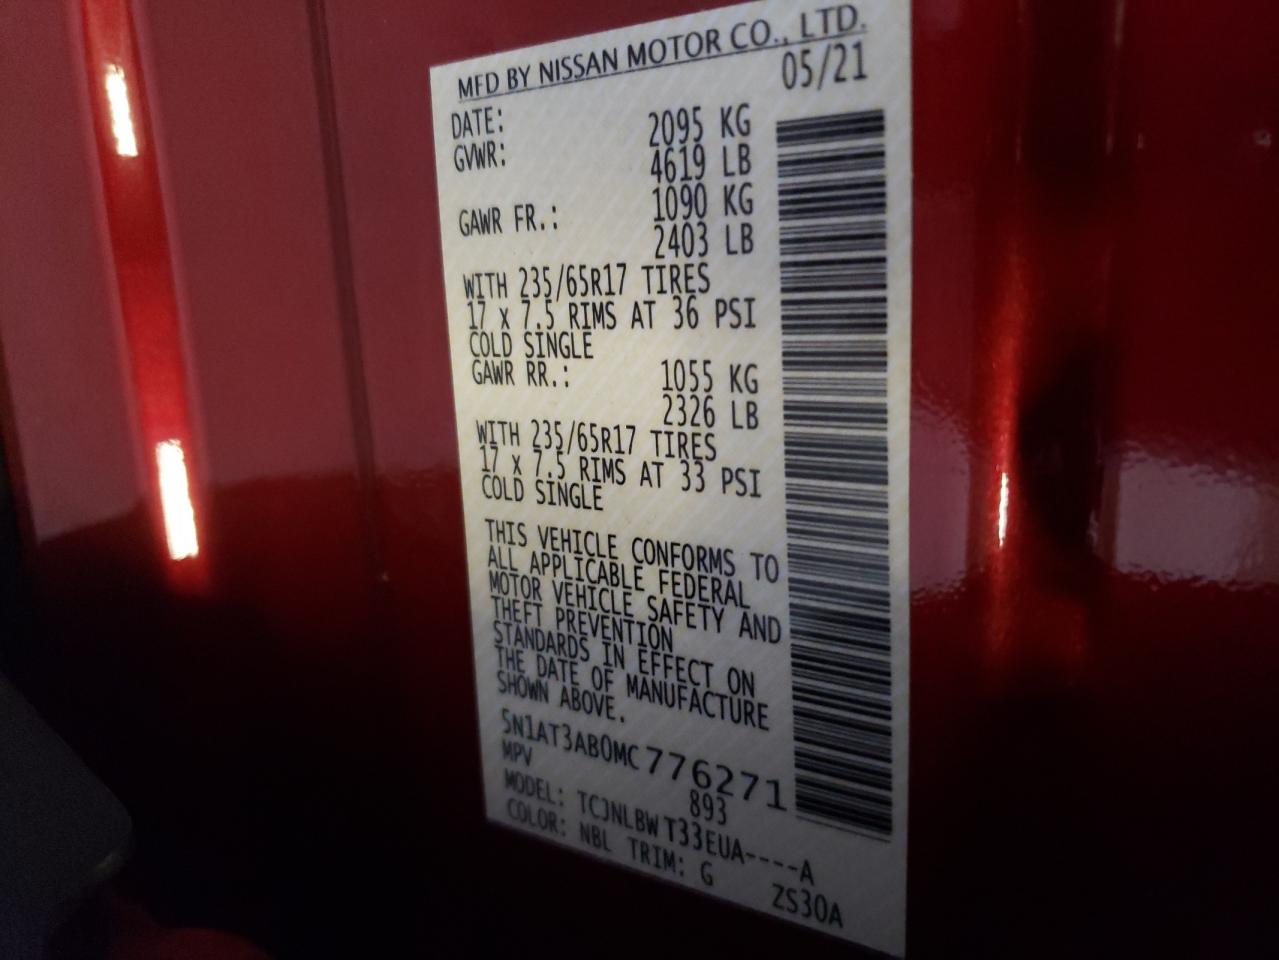 MFD BY NISSAN MOTOR CO., LTD.
DATE: 05/21
GVWR: 2095 KG
4619 LB
GAWR FR.: 1090 KG
2403 LB
WITH 235/65R17 TIRES
17 x 7.5 RIMS AT 36 PSI
COLD SINGLE
GAWR RR.: 1055 KG
2326 LB
WITH 235/65R17 TIRES
17 x 7.5 RIMS AT 33 PSI
COLD SINGLE
THIS VEHICLE CONFORMS TO
ALL APPLICABLE FEDERAL
MOTOR VEHICLE SAFETY AND
THEFT PREVENTION
STANDARDS IN EFFECT ON
THE DATE OF MANUFACTURE
SHOWN ABOVE.
5N1AT3AB0MC776271
MPV 893
MODEL: TCJNLBWT33EUA----A
COLOR: NBL TRIM: G ZS30A